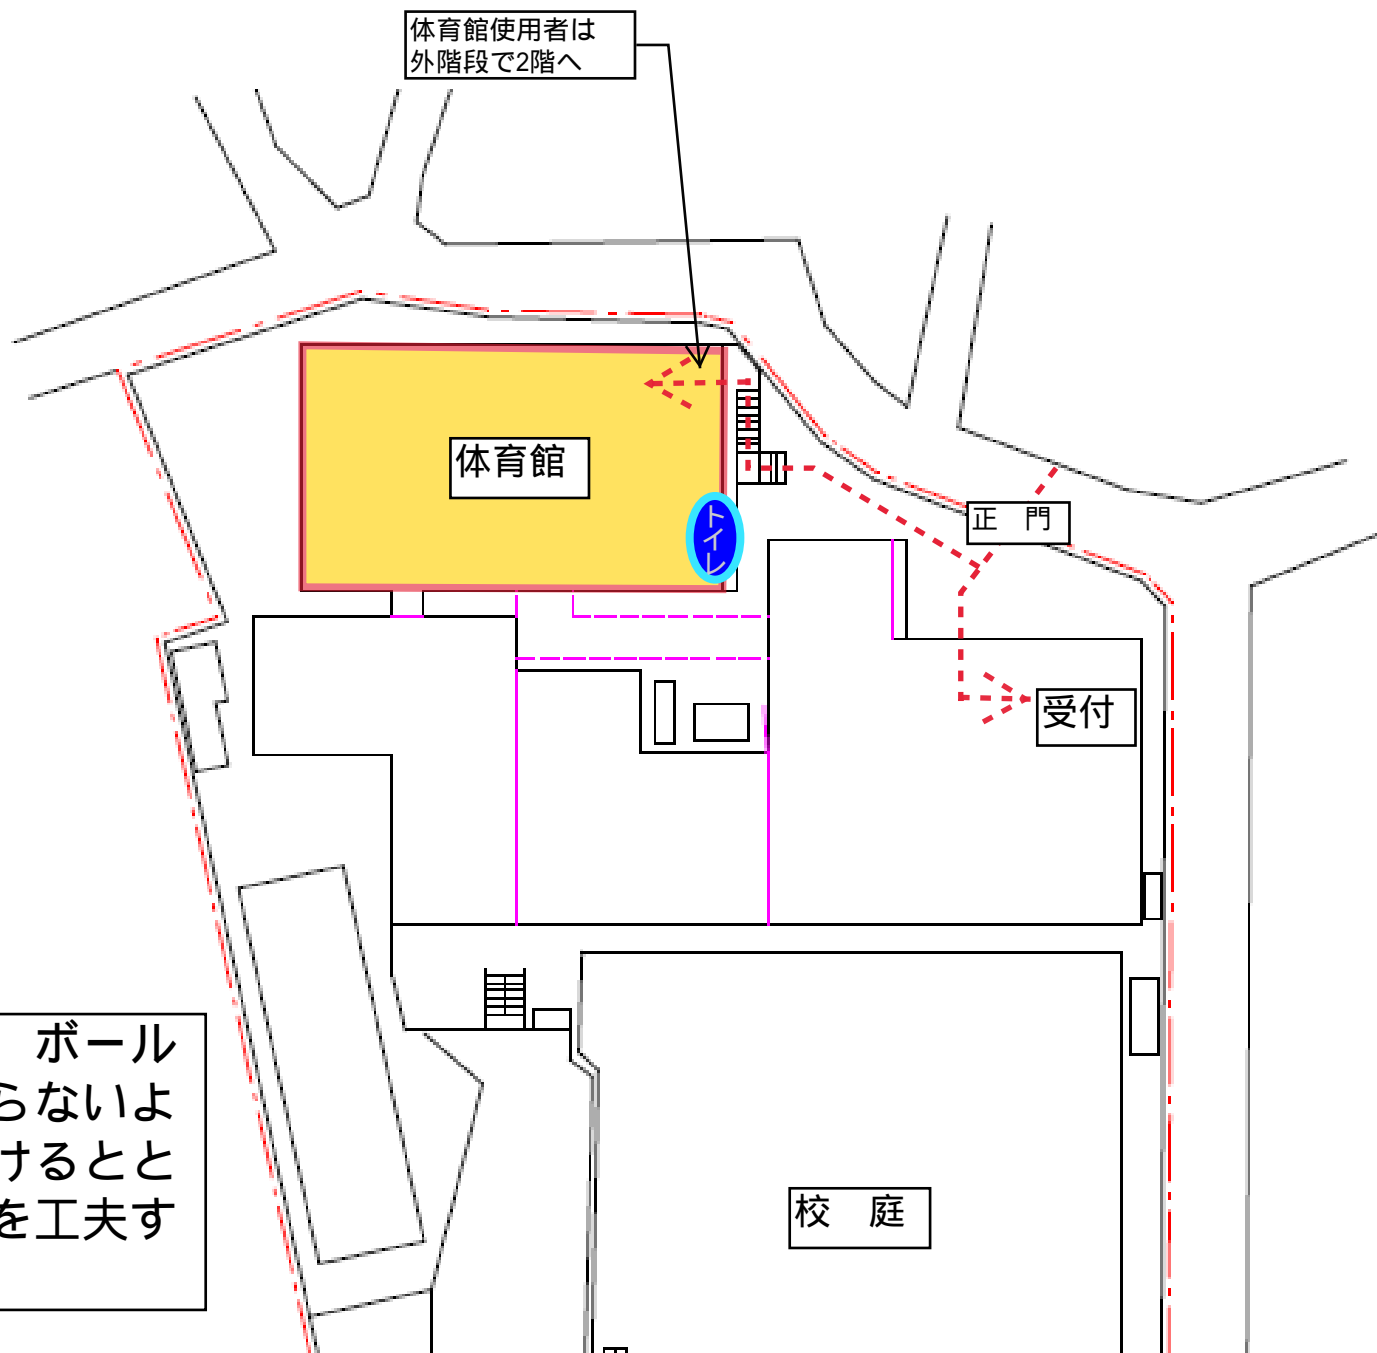 体育館使用者は
外階段で2階へ
体育館
トイレ
正　門
受付
ボール
らないよ
けるとと
を工夫す
校　庭